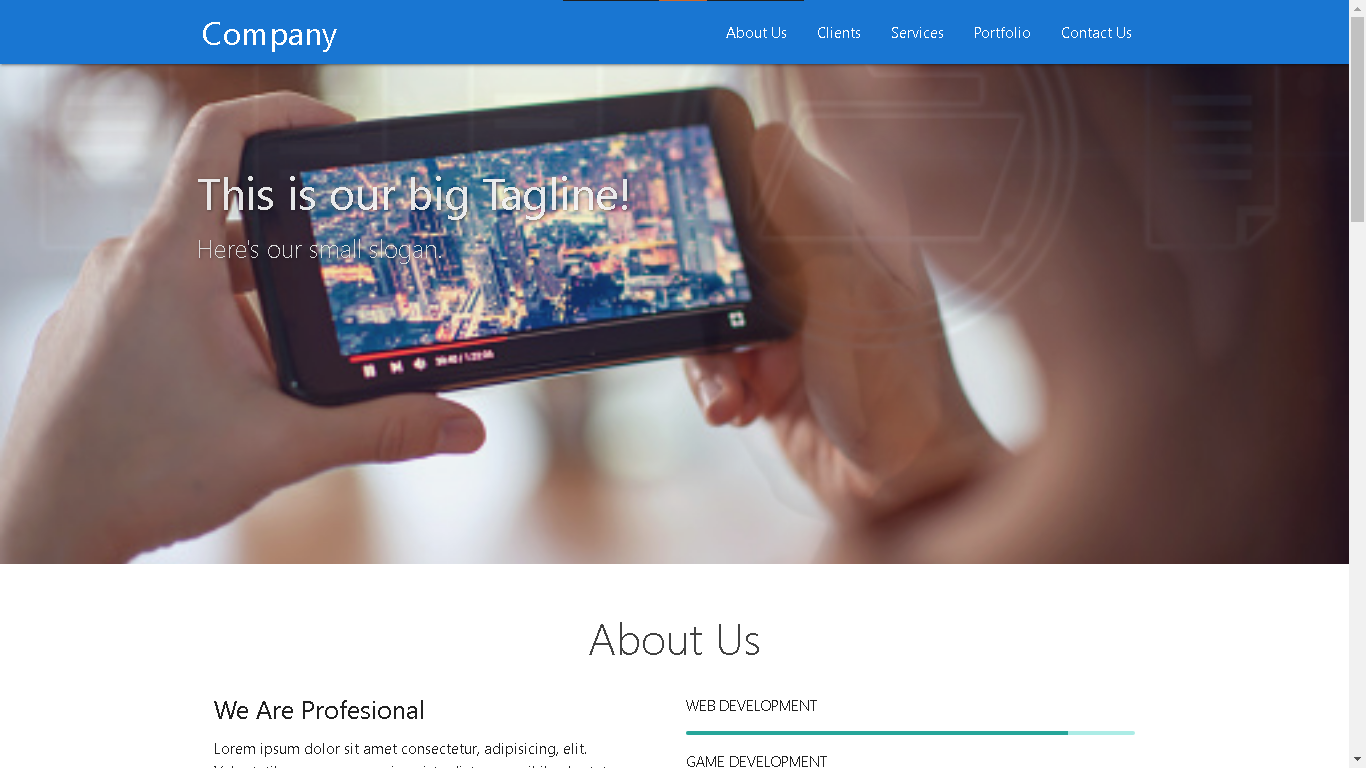 Company
About Us
Clients
Services
Portfolio
Contact Us
This is our big Tagline!
Here's our small slogan.
About Us
We Are Profesional
Lorem ipsum dolor sit amet consectetur, adipisicing, elit.
WEB DEVELOPMENT
GAME DEVELOPMENT